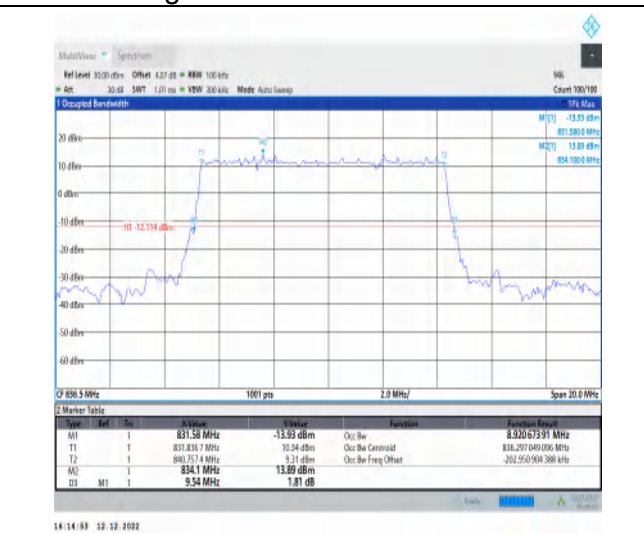 MultiView Spectrum
Ref Level 30.00 dBm Offset 4.07 dB RBW 100 kHz SGL
Att 30 dB SWT 1.01 ms VBW 300 kHz Mode Auto Sweep Count 100/100
1 Occupied Bandwidth 1Pk Max
M1[1] -13.93 dBm
831.5800 MHz
M2[1] 13.89 dBm
834.1000 MHz
20 dBm
T1 M2 T2
10 dBm
0 dBm
-10 dBm
H1 -12.114 dBm
-20 dBm
-30 dBm
-40 dBm
-50 dBm
-60 dBm
CF 836.5 MHz 1001 pts 2.0 MHz/ Span 20.0 MHz
2 Marker Table
Type Ref Trc X-Value Y-Value Function Function Result
M1 1 831.58 MHz -13.93 dBm Occ Bw 8.920 673 91 MHz
T1 1 831.836 7 MHz 10.34 dBm Occ Bw Centroid 836.297 049 096 MHz
T2 1 840.757 4 MHz 9.31 dBm Occ Bw Freq Offset -202.950 904 388 kHz
M2 1 834.1 MHz 13.89 dBm
D3 M1 1 9.54 MHz 1.81 dB
16:14:53 12.12.2022